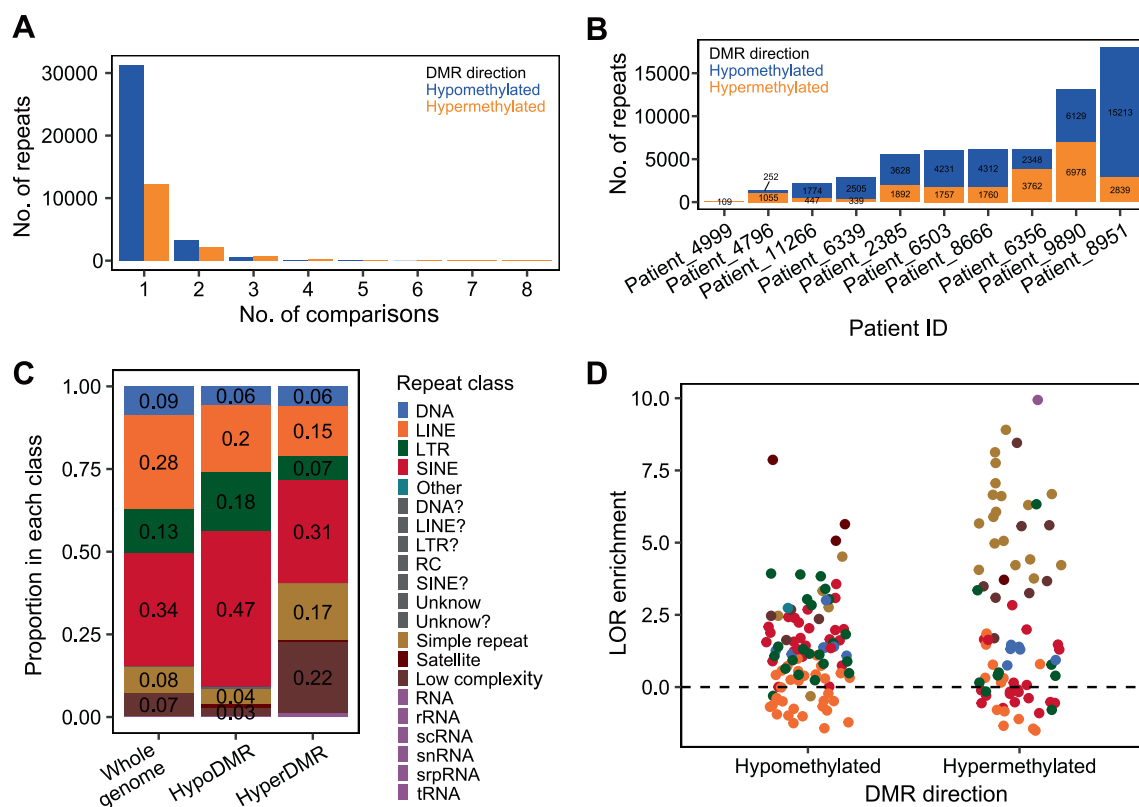 A
30000
20000
10000
0
No. of repeats
DMR direction
Hypomethylated
Hypermethylated
1 2 3 4 5 6 7 8
No. of comparisons
B
15000
10000
5000
0
No. of repeats
DMR direction
Hypomethylated
Hypermethylated
109
252
1055
1774
447
2505
339
3628
1892
4231
1757
4312
1760
2348
3762
6129
6978
15213
2839
Patient_4999
Patient_4796
Patient_11266
Patient_6339
Patient_2385
Patient_6503
Patient_8666
Patient_6356
Patient_9890
Patient_8951
Patient ID
C
1.00
0.75
0.50
0.25
0.00
Proportion in each class
0.09
0.28
0.13
0.34
0.08
0.07
0.06
0.2
0.18
0.47
0.04
0.03
0.06
0.15
0.07
0.31
0.17
0.22
Whole
genome
HypoDMR
HyperDMR
Repeat class
DNA
LINE
LTR
SINE
Other
DNA?
LINE?
LTR?
RC
SINE?
Unknow
Unknow?
Simple repeat
Satellite
Low complexity
RNA
rRNA
scRNA
snRNA
srpRNA
tRNA
D
10.0
7.5
5.0
2.5
0.0
LOR enrichment
Hypomethylated
Hypermethylated
DMR direction